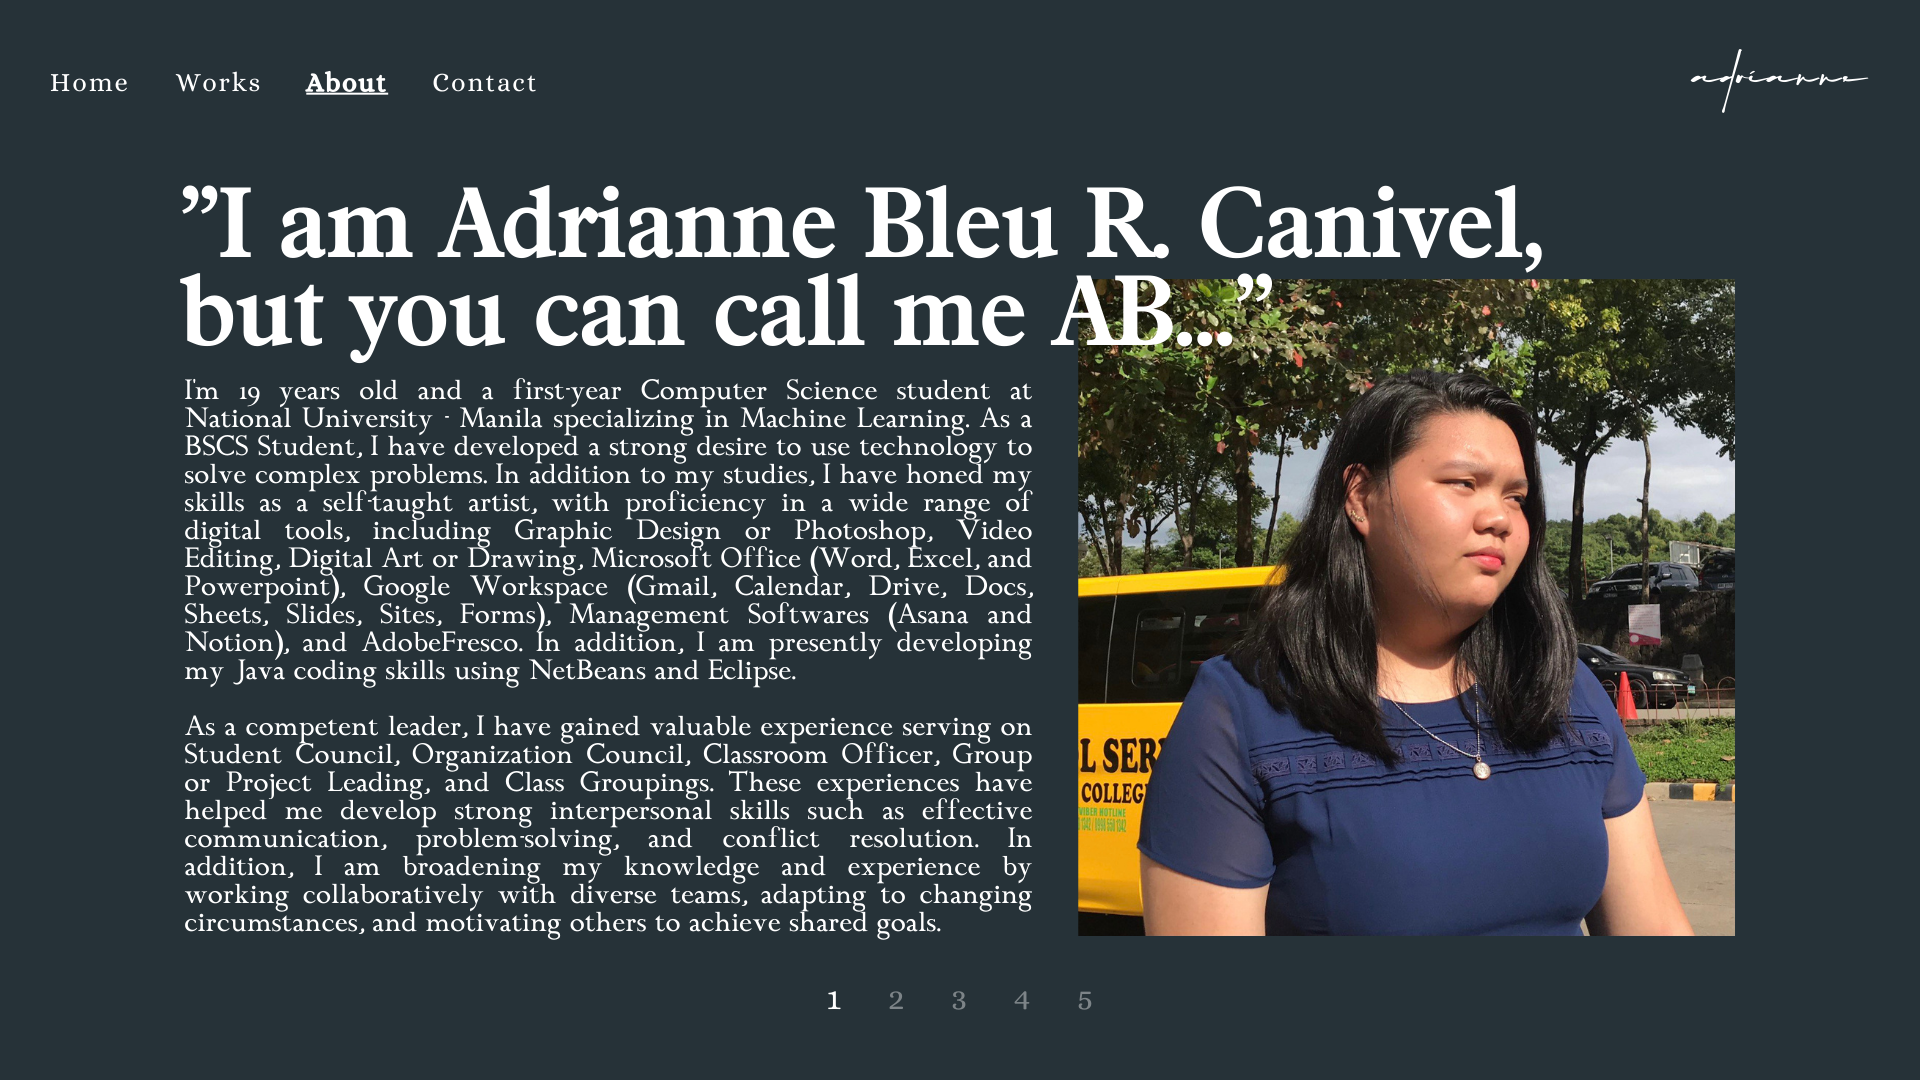 Home Works About Contact
adrianne
”I am Adrianne Bleu R. Canivel,
but you can call me AB...”
I'm 19 years old and a first-year Computer Science student at
National University - Manila specializing in Machine Learning. As a
BSCS Student, I have developed a strong desire to use technology to
solve complex problems. In addition to my studies, I have honed my
skills as a self-taught artist, with proficiency in a wide range of
digital tools, including Graphic Design or Photoshop, Video
Editing, Digital Art or Drawing, Microsoft Office (Word, Excel, and
Powerpoint), Google Workspace (Gmail, Calendar, Drive, Docs,
Sheets, Slides, Sites, Forms), Management Softwares (Asana and
Notion), and AdobeFresco. In addition, I am presently developing
my Java coding skills using NetBeans and Eclipse.
As a competent leader, I have gained valuable experience serving on
Student Council, Organization Council, Classroom Officer, Group
or Project Leading, and Class Groupings. These experiences have
helped me develop strong interpersonal skills such as effective
communication, problem-solving, and conflict resolution. In
addition, I am broadening my knowledge and experience by
working collaboratively with diverse teams, adapting to changing
circumstances, and motivating others to achieve shared goals.
L SER
COLLEG
VIBER HOTLINE
1 2 3 4 5